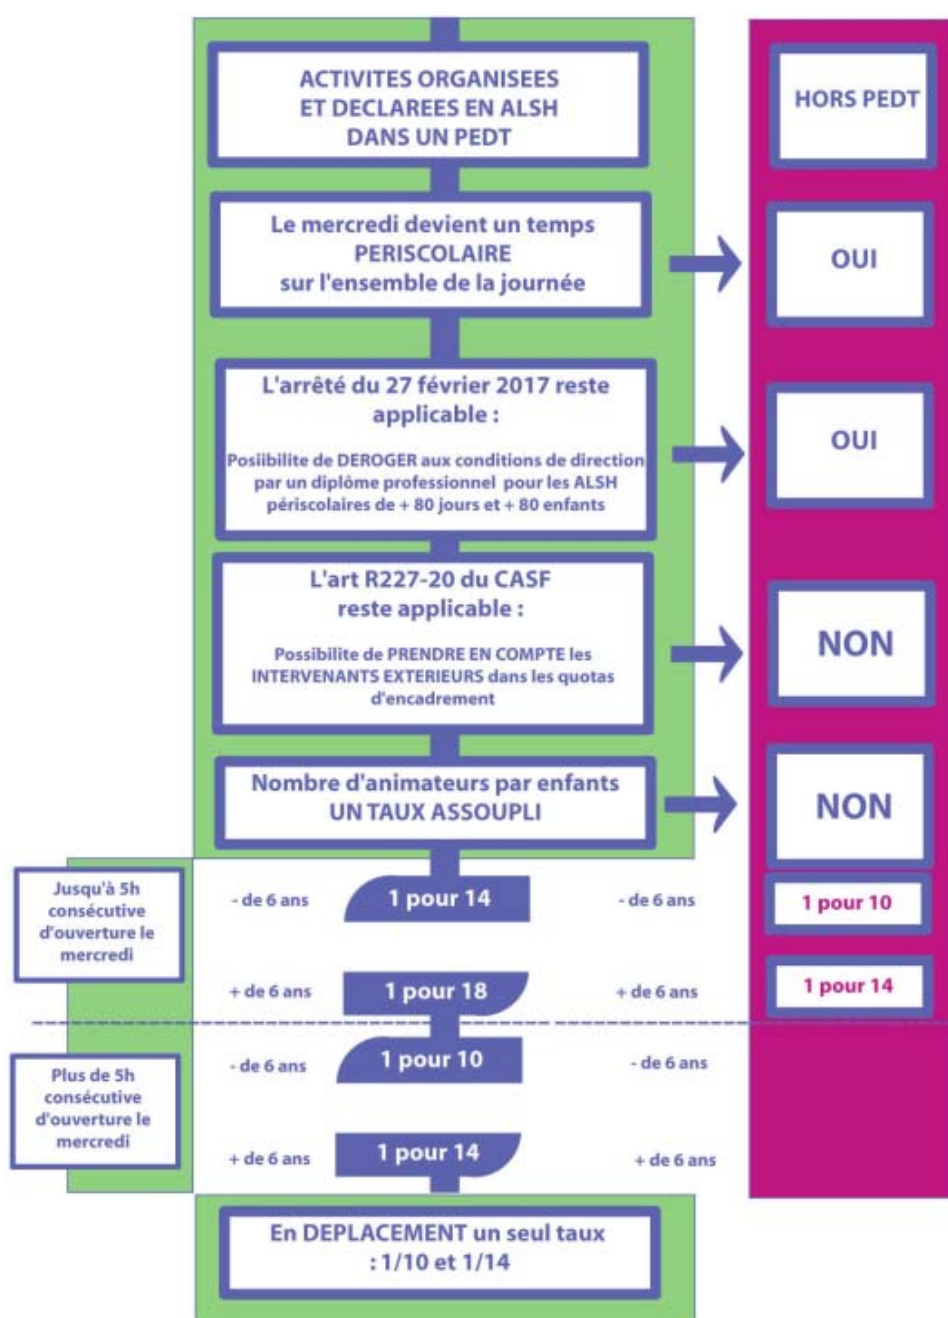 ACTIVITES ORGANISEES
ET DECLAREES EN ALSH
DANS UN PEDT
HORS PEDT
Le mercredi devient un temps
PERISCOLAIRE
sur l'ensemble de la journée
OUI
L'arrêté du 27 février 2017 reste
applicable :
Posiibilite de DEROGER aux conditions de direction
par un diplôme professionnel pour les ALSH
périscolaires de + 80 jours et + 80 enfants
OUI
L'art R227-20 du CASF
reste applicable :
Possibilite de PRENDRE EN COMPTE les
INTERVENANTS EXTERIEURS dans les quotas
d'encadrement
NON
Nombre d'animateurs par enfants
UN TAUX ASSOUPLI
NON
Jusqu'à 5h
consécutive
d'ouverture le
mercredi
- de 6 ans
1 pour 14
- de 6 ans
1 pour 10
+ de 6 ans
1 pour 18
+ de 6 ans
1 pour 14
Plus de 5h
consécutive
d'ouverture le
mercredi
- de 6 ans
1 pour 10
- de 6 ans
+ de 6 ans
1 pour 14
+ de 6 ans
En DEPLACEMENT un seul taux
: 1/10 et 1/14